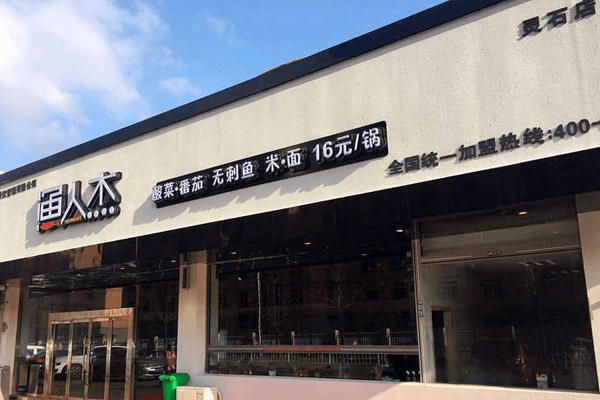 灵石店
渔人木
酸菜·番茄 无刺鱼 米·面 16元/锅
全国统一加盟热线:400-